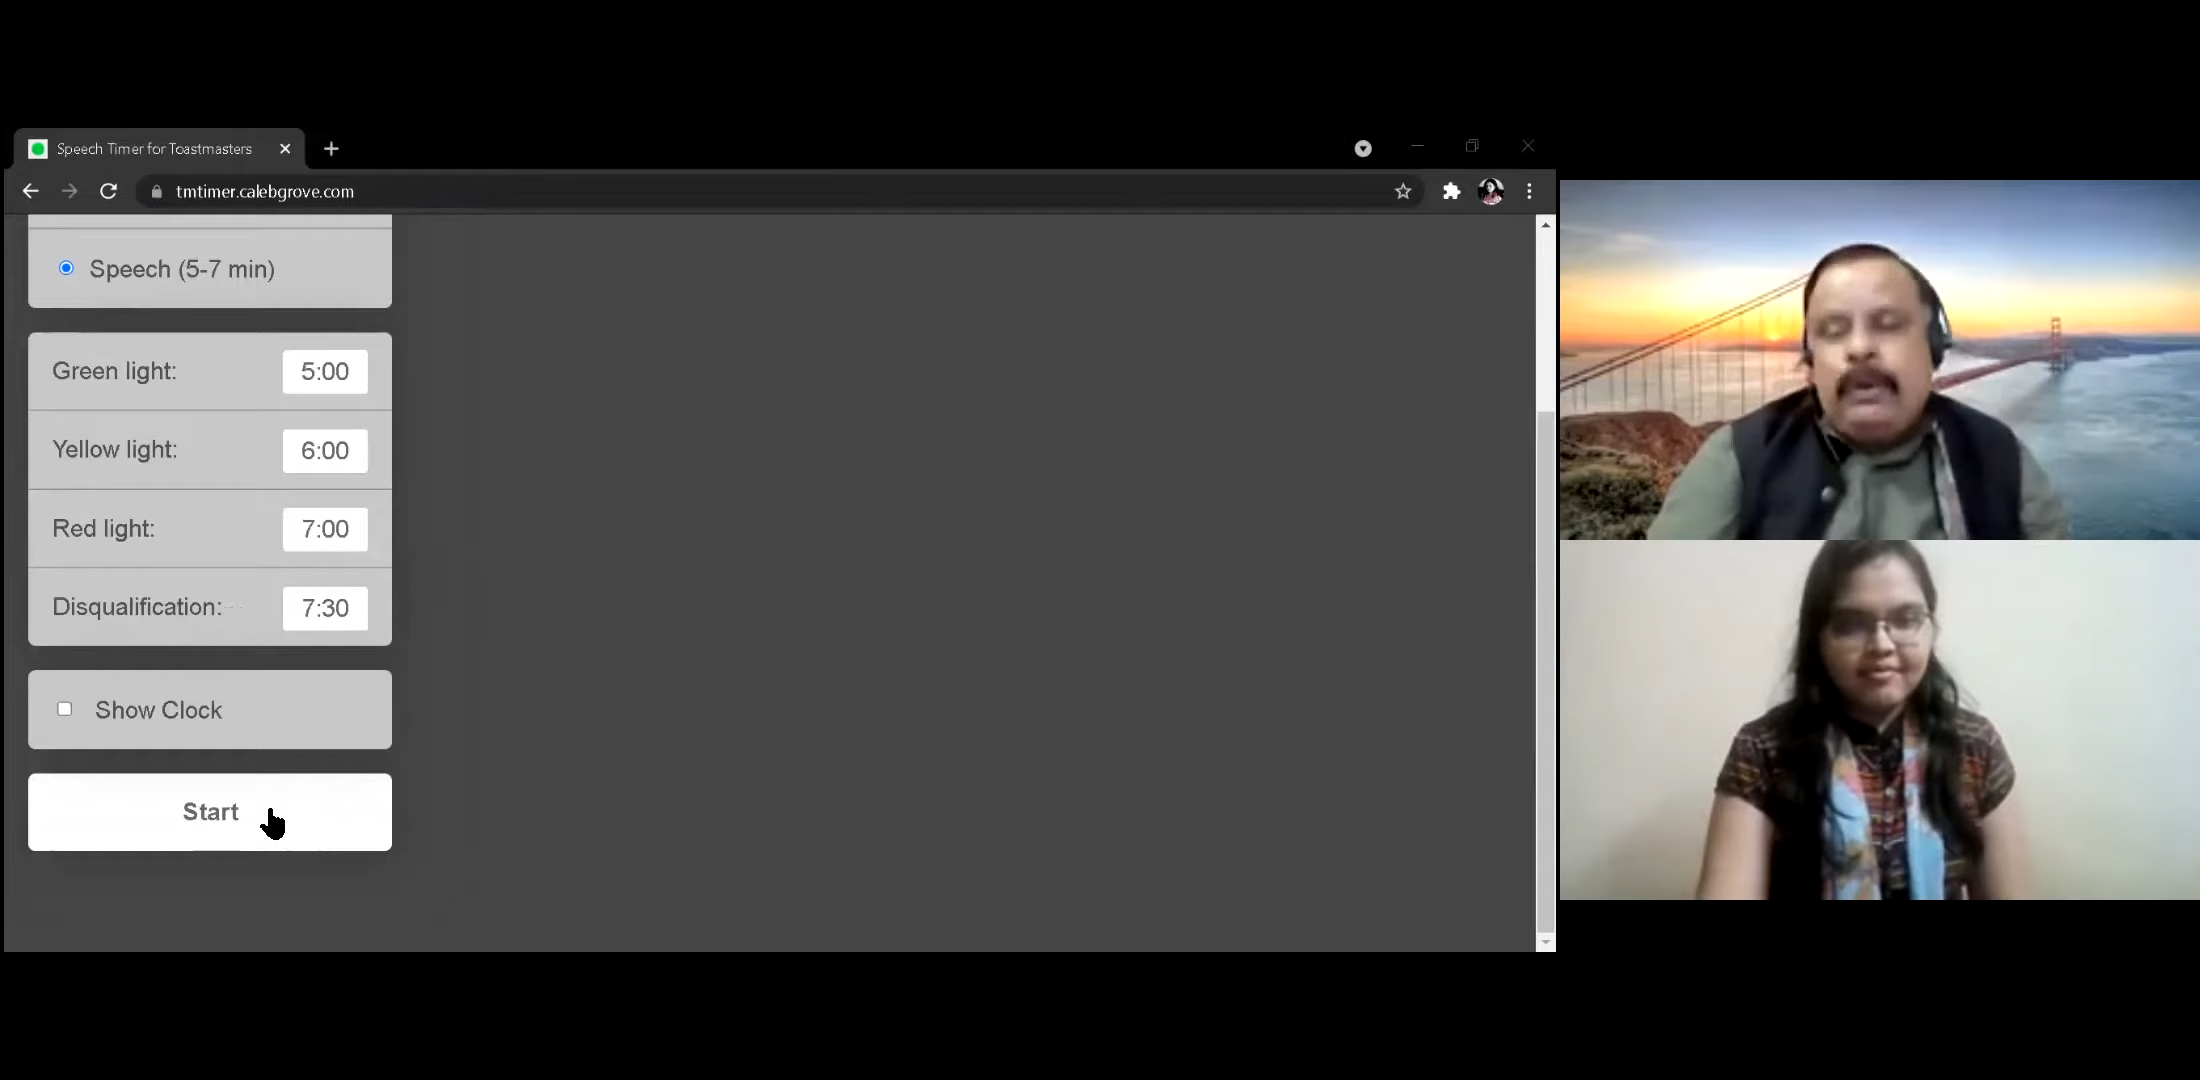 Speech Timer for Toastmasters
tmtimer.calebgrove.com
Speech (5-7 min)
Green light: 5:00
Yellow light: 6:00
Red light: 7:00
Disqualification: 7:30
Show Clock
Start